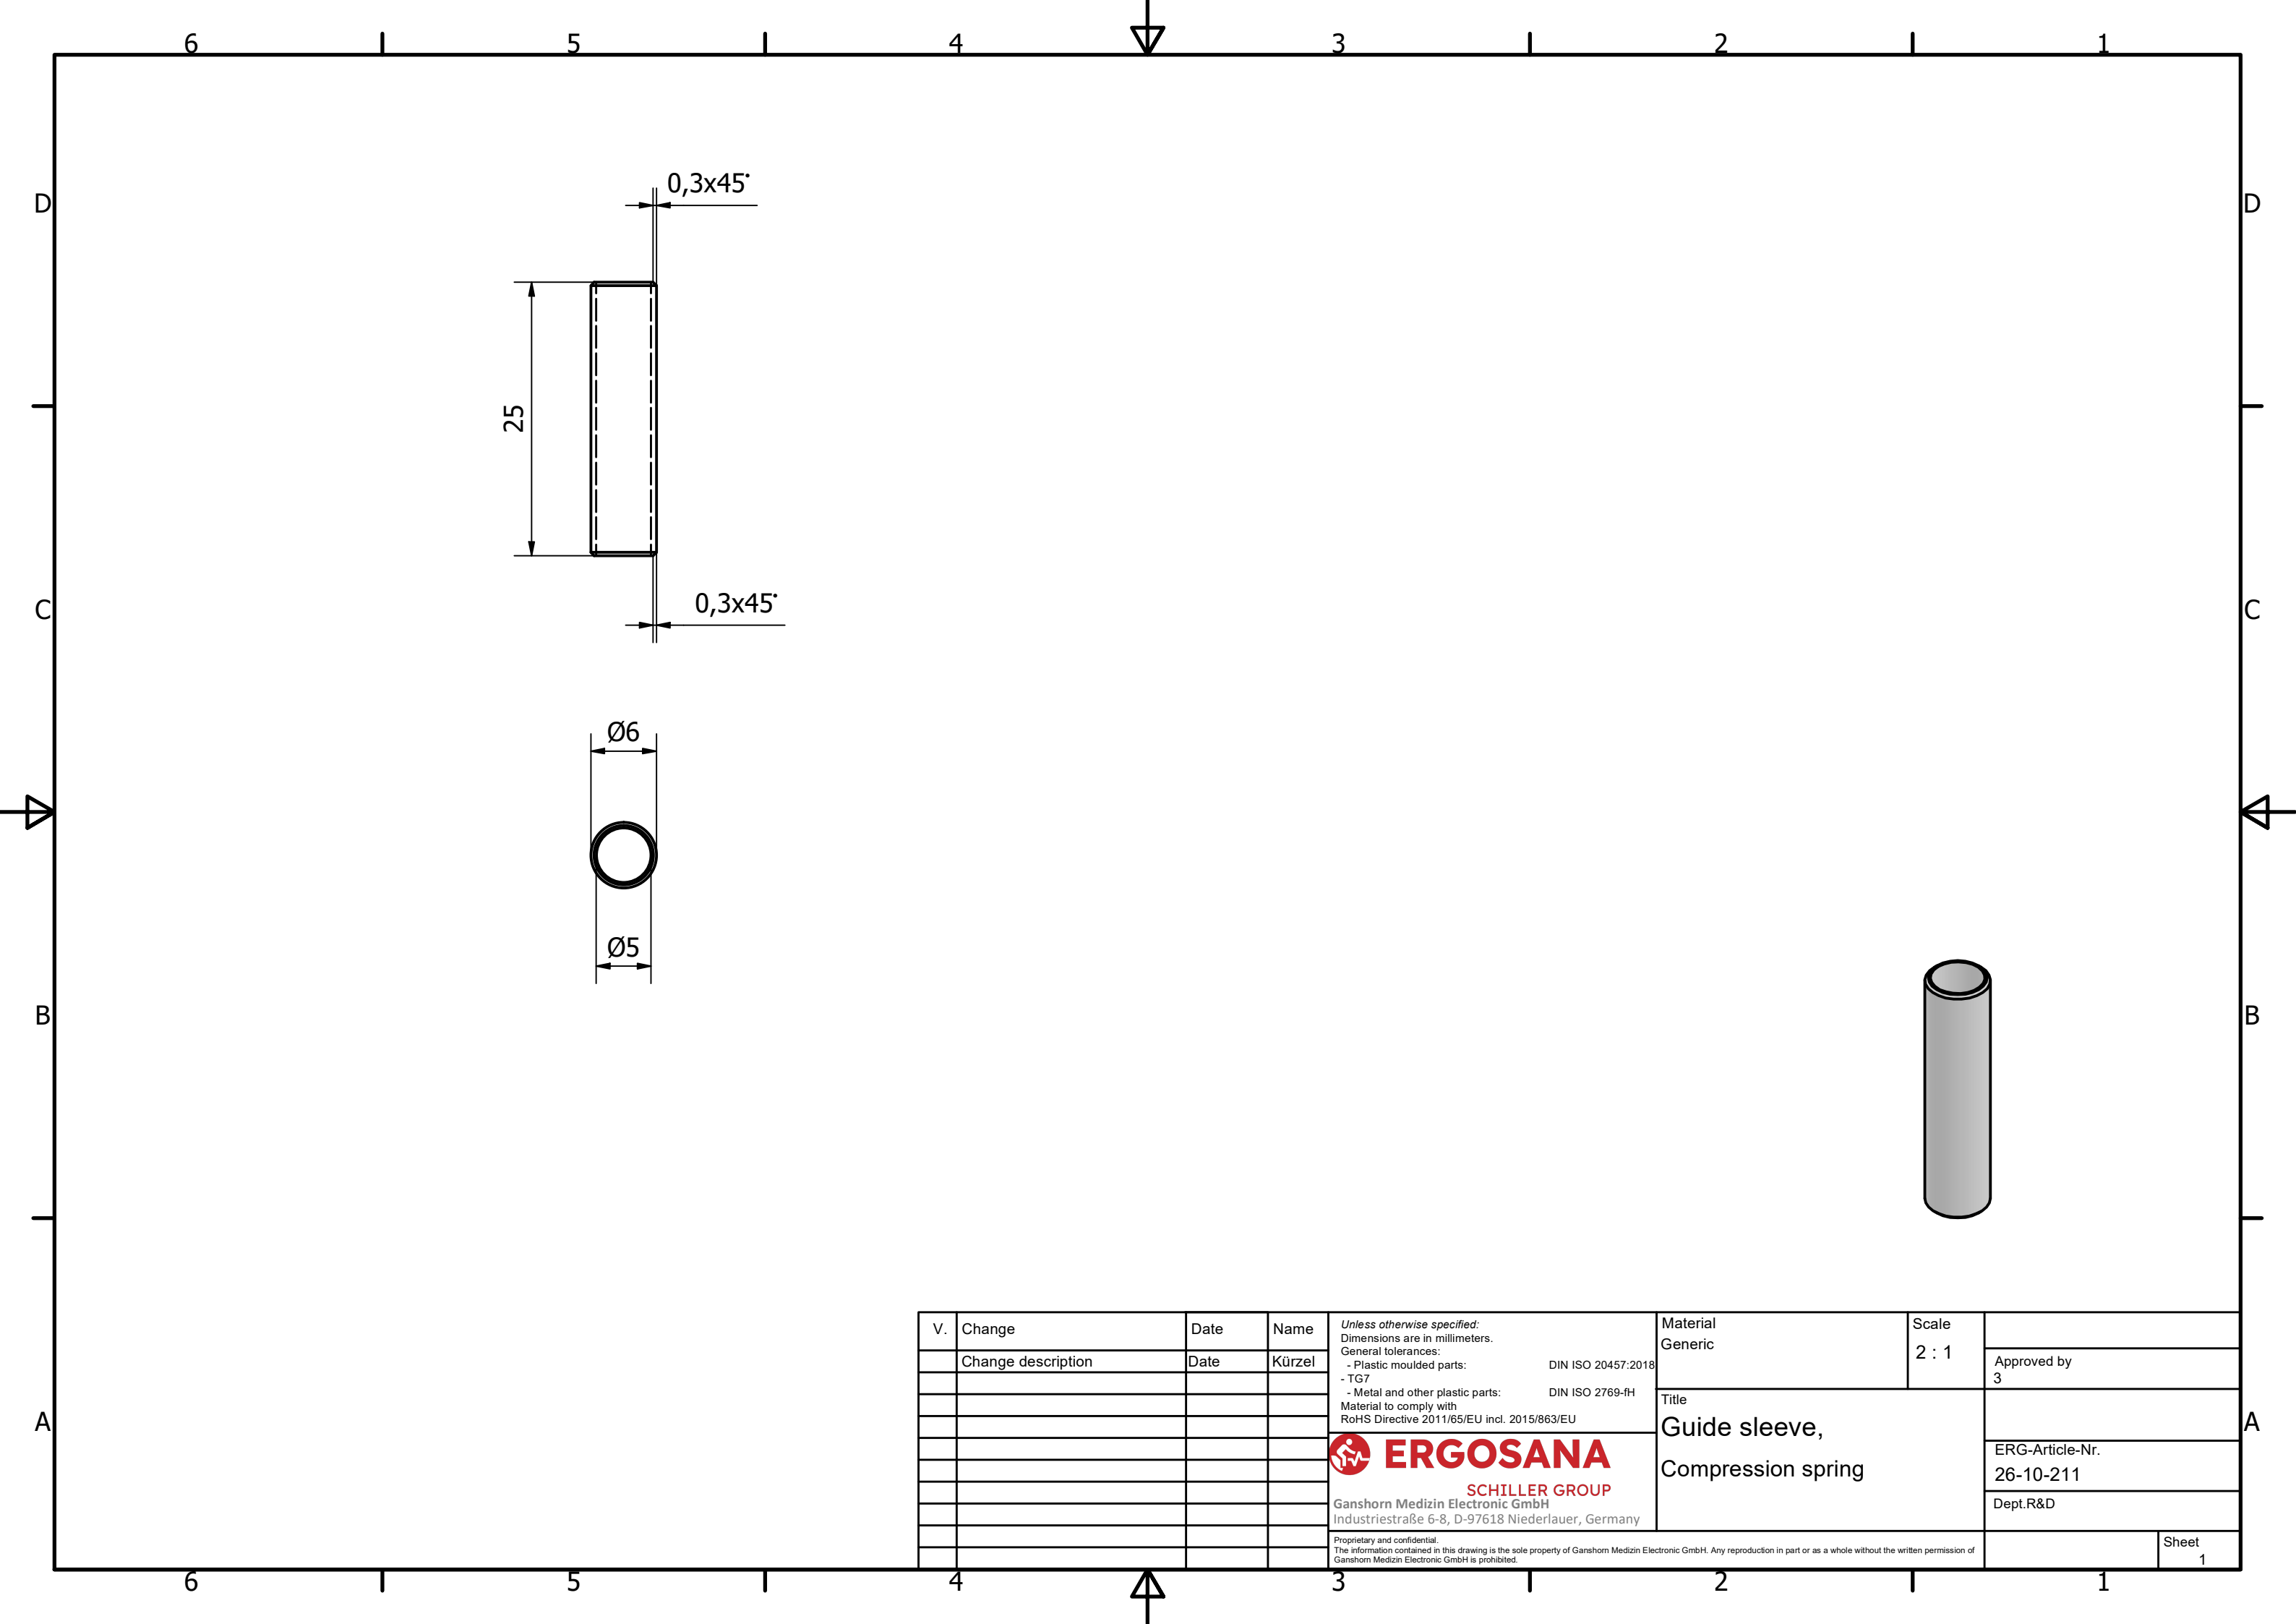 6 5 4 3 2 1
D D
0,3x45°
25
C C
0,3x45°
Ø6
Ø5
B B
A A
V. Change Date Name
Change description Date Kürzel
Unless otherwise specified:
Dimensions are in millimeters.
General tolerances:
- Plastic moulded parts: DIN ISO 20457:2018
- TG7
- Metal and other plastic parts: DIN ISO 2769-fH
Material to comply with
RoHS Directive 2011/65/EU incl. 2015/863/EU
ERGOSANA
SCHILLER GROUP
Ganshorn Medizin Electronic GmbH
Industriestraße 6-8, D-97618 Niederlauer, Germany
Proprietary and confidential.
The information contained in this drawing is the sole property of Ganshorn Medizin Electronic GmbH. Any reproduction in part or as a whole without the written permission of
Ganshorn Medizin Electronic GmbH is prohibited.
Material
Generic
Scale
2 : 1
Title
Guide sleeve,
Compression spring
Approved by
3
ERG-Article-Nr.
26-10-211
Dept.R&D
Sheet
1
6 5 4 3 2 1